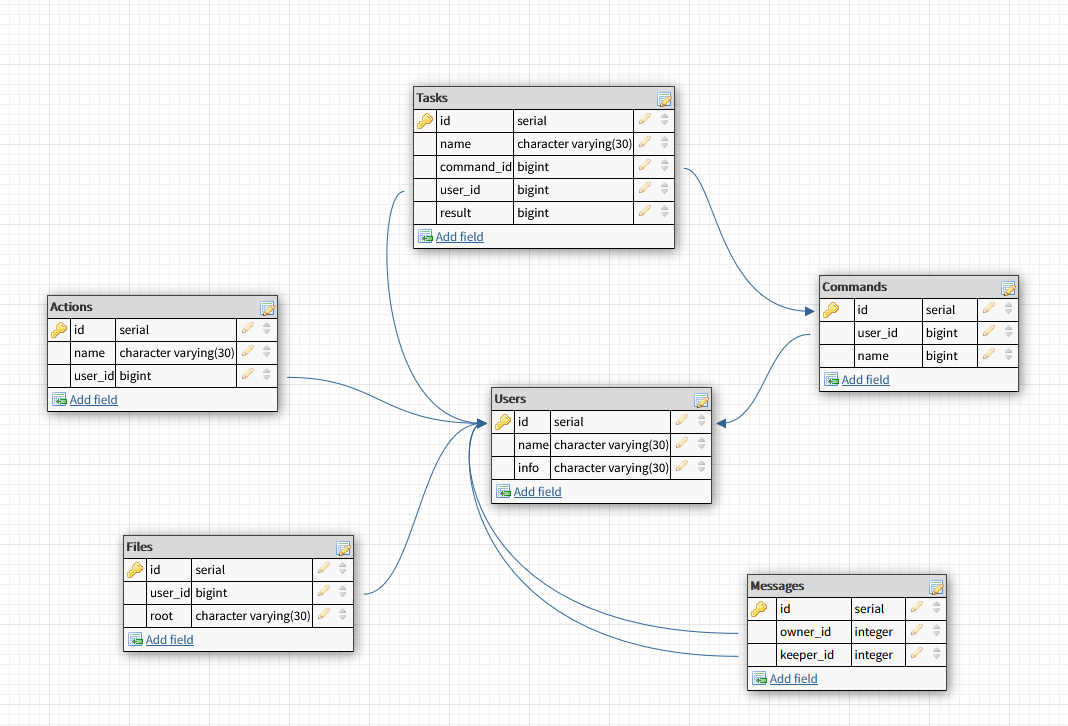 Tasks
id serial
name character varying(30)
command_id bigint
user_id bigint
result bigint
Add field
Actions
id serial
name character varying(30)
user_id bigint
Add field
Commands
id serial
user_id bigint
name bigint
Add field
Users
id serial
name character varying(30)
info character varying(30)
Add field
Files
id serial
user_id bigint
root character varying(30)
Add field
Messages
id serial
owner_id integer
keeper_id integer
Add field